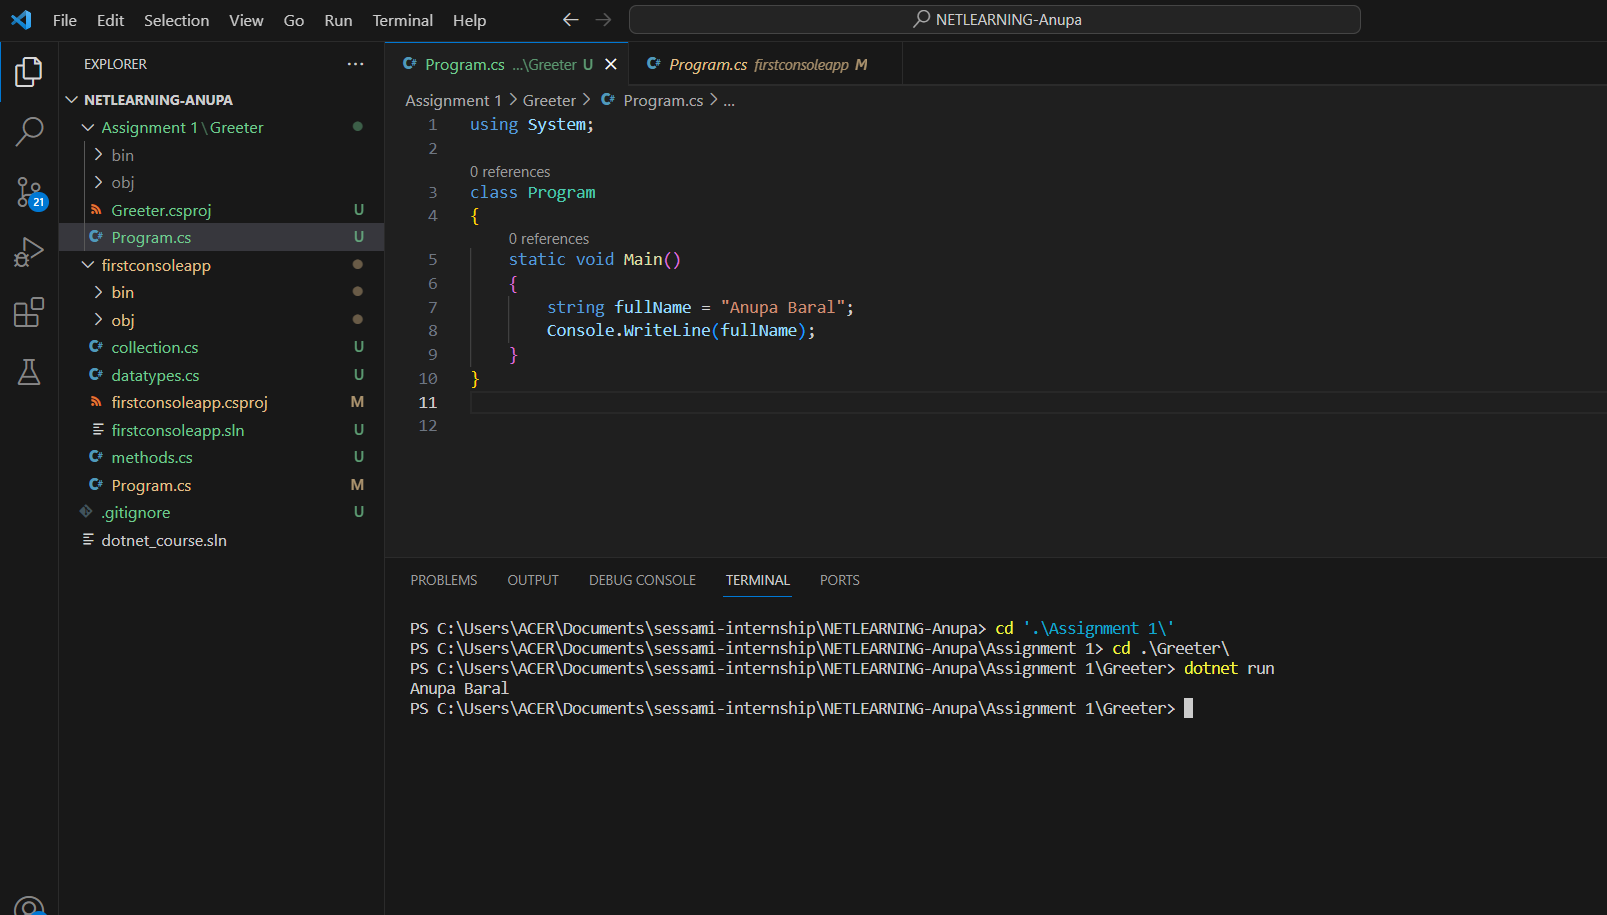 File Edit Selection View Go Run Terminal Help
NETLEARNING-Anupa
EXPLORER
NETLEARNING-ANUPA
Assignment 1\Greeter
bin
obj
Greeter.csproj U
Program.cs U
firstconsoleapp
bin
obj
collection.cs U
datatypes.cs U
firstconsoleapp.csproj M
firstconsoleapp.sln U
methods.cs U
Program.cs M
.gitignore U
dotnet_course.sln
21
Program.cs ...\Greeter U
Program.cs firstconsoleapp M
Assignment 1 > Greeter > Program.cs > ...
1 using System;
2
0 references
3 class Program
4 {
0 references
5 static void Main()
6 {
7 string fullName = "Anupa Baral";
8 Console.WriteLine(fullName);
9 }
10 }
11
12
PROBLEMS OUTPUT DEBUG CONSOLE TERMINAL PORTS
PS C:\Users\ACER\Documents\sessami-internship\NETLEARNING-Anupa> cd '.\Assignment 1\'
PS C:\Users\ACER\Documents\sessami-internship\NETLEARNING-Anupa\Assignment 1> cd .\Greeter\
PS C:\Users\ACER\Documents\sessami-internship\NETLEARNING-Anupa\Assignment 1\Greeter> dotnet run
Anupa Baral
PS C:\Users\ACER\Documents\sessami-internship\NETLEARNING-Anupa\Assignment 1\Greeter>